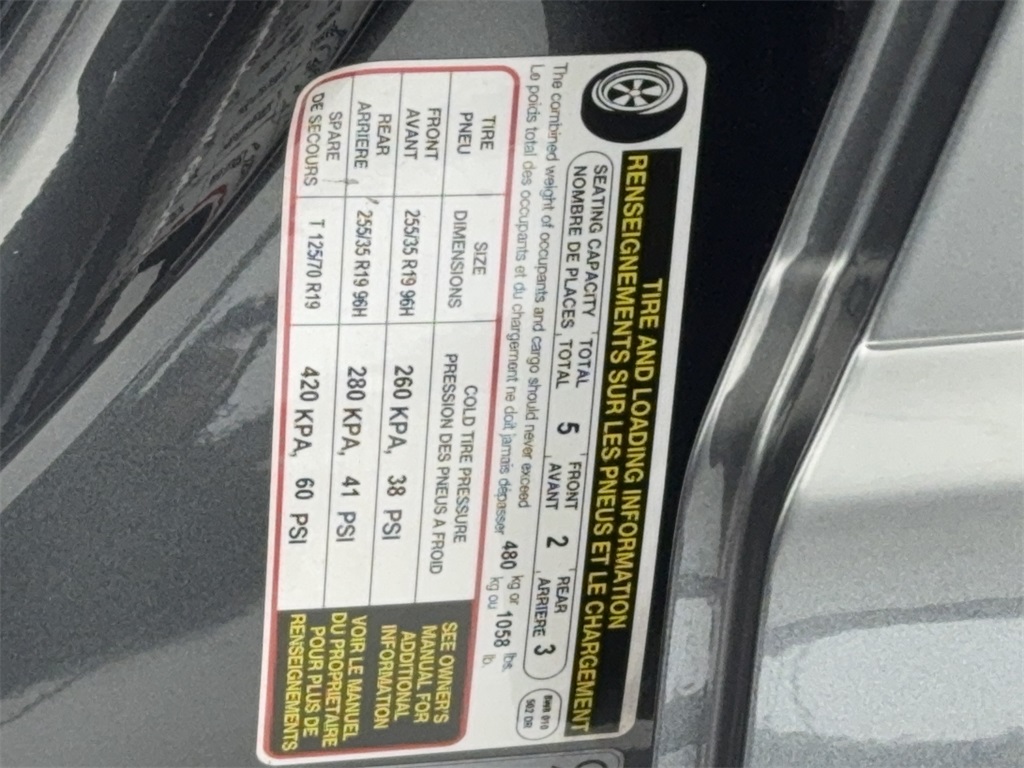 TIRE AND LOADING INFORMATION
RENSEIGNEMENTS SUR LES PNEUS ET LE CHARGEMENT
SEATING CAPACITY TOTAL 5 FRONT 2 REAR 3
NOMBRE DE PLACES TOTAL AVANT ARRIERE
The combined weight of occupants and cargo should never exceed 480 kg or 1058 lbs.
Le poids total des occupants et du chargement ne doit jamais dépasser kg ou lb.
TIRE SIZE COLD TIRE PRESSURE
PNEU DIMENSIONS PRESSION DES PNEUS A FROID
FRONT
AVANT 255/35 R19 96H 260 KPA, 38 PSI
REAR
ARRIERE 255/35 R19 96H 280 KPA, 41 PSI
SPARE
DE SECOURS T 125/70 R19 420 KPA, 60 PSI
SEE OWNER'S
MANUAL FOR
ADDITIONAL
INFORMATION
VOIR LE MANUEL
DU PROPRIETAIRE
POUR PLUS DE
RENSEIGNEMENTS
502 DR